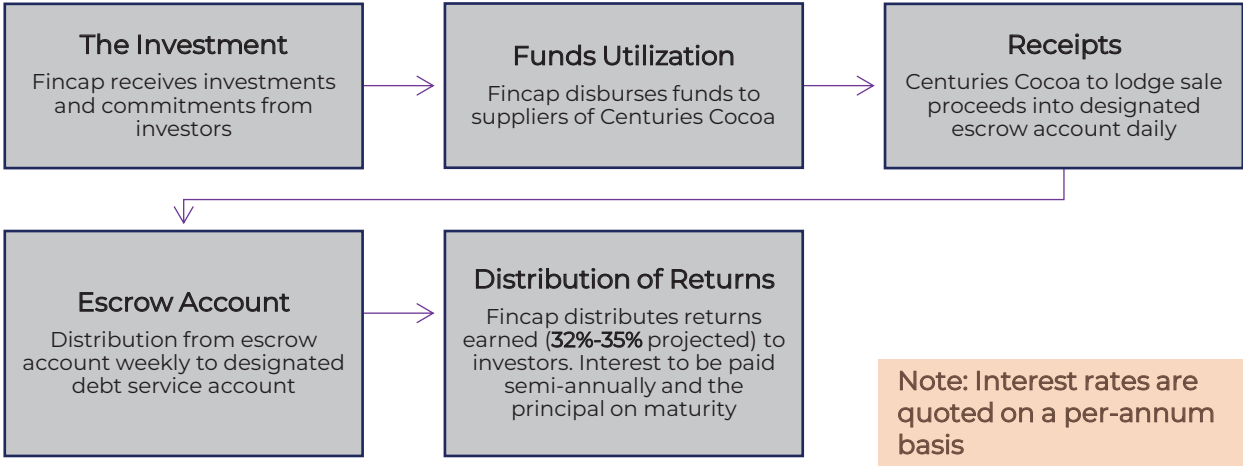 The Investment
Fincap receives investments
and commitments from
investors
Funds Utilization
Fincap disburses funds to
suppliers of Centuries Cocoa
Receipts
Centuries Cocoa to lodge sale
proceeds into designated
escrow account daily
Escrow Account
Distribution from escrow
account weekly to designated
debt service account
Distribution of Returns
Fincap distributes returns
earned (32%-35% projected) to
investors. Interest to be paid
semi-annually and the
principal on maturity
Note: Interest rates are
quoted on a per-annum
basis